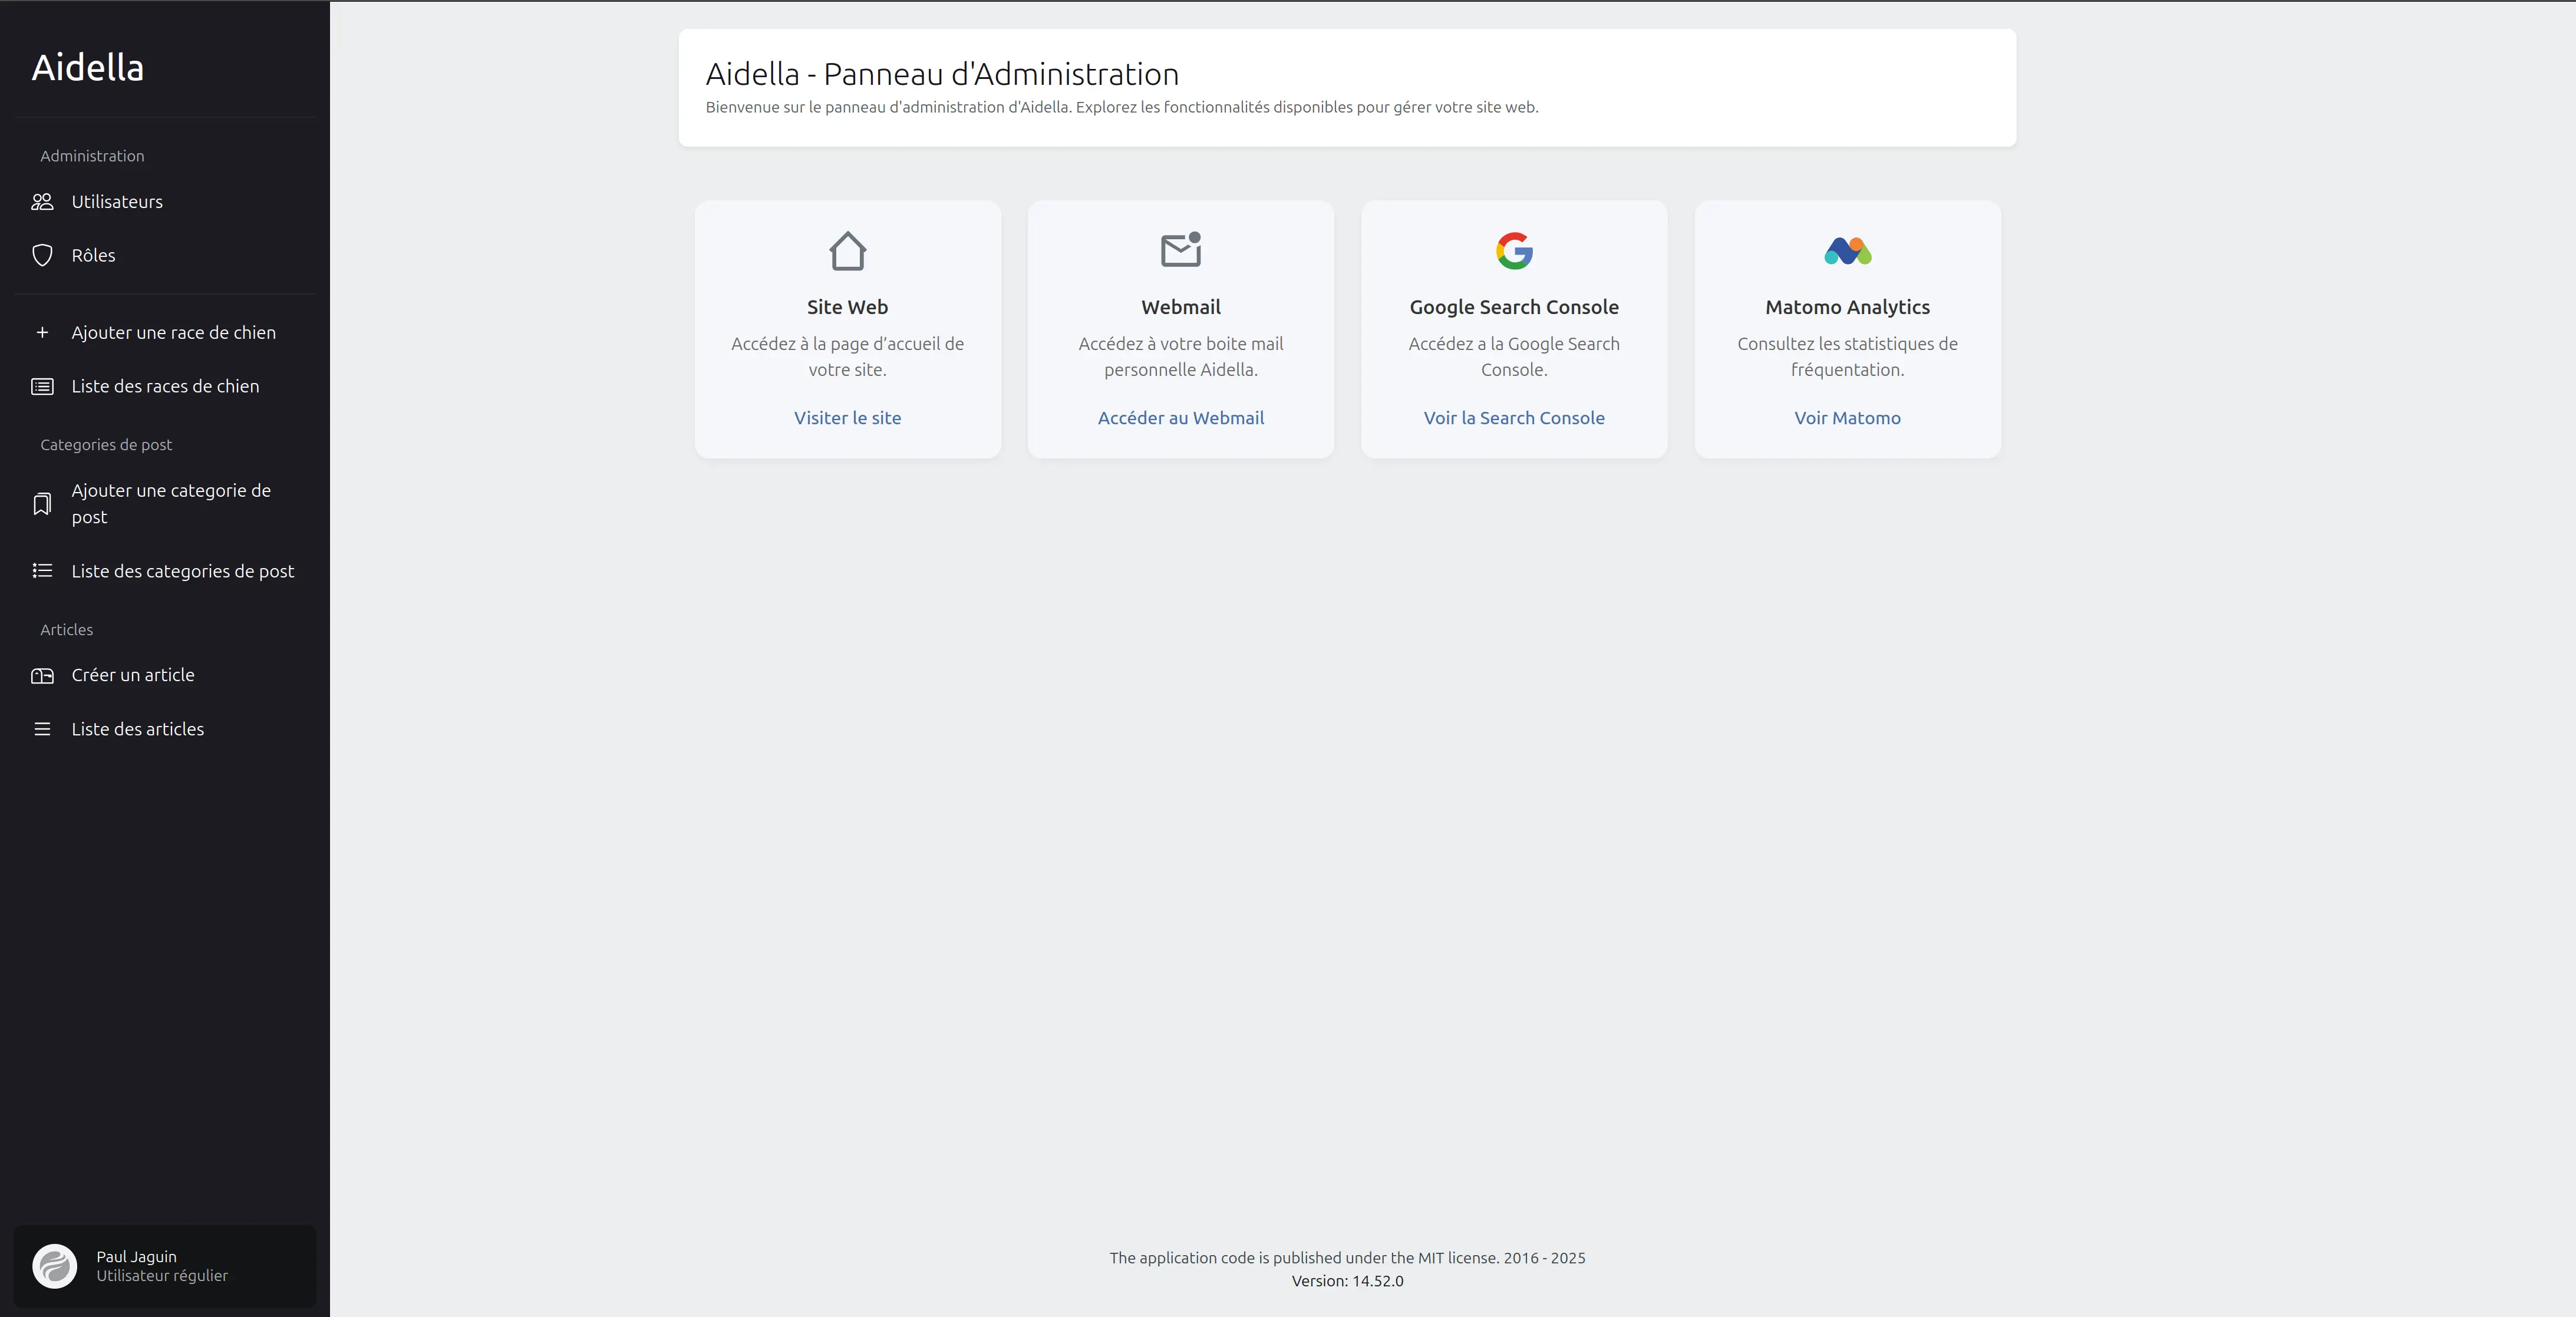 Aidella
Administration
Utilisateurs
Rôles
Ajouter une race de chien
Liste des races de chien
Categories de post
Ajouter une categorie de
post
Liste des categories de post
Articles
Créer un article
Liste des articles
Paul Jaguin
Utilisateur régulier
Aidella - Panneau d'Administration
Bienvenue sur le panneau d'administration d'Aidella. Explorez les fonctionnalités disponibles pour gérer votre site web.
Site Web
Accédez à la page d’accueil de
votre site.
Visiter le site
Webmail
Accédez à votre boite mail
personnelle Aidella.
Accéder au Webmail
Google Search Console
Accédez a la Google Search
Console.
Voir la Search Console
Matomo Analytics
Consultez les statistiques de
fréquentation.
Voir Matomo
The application code is published under the MIT license. 2016 - 2025
Version: 14.52.0